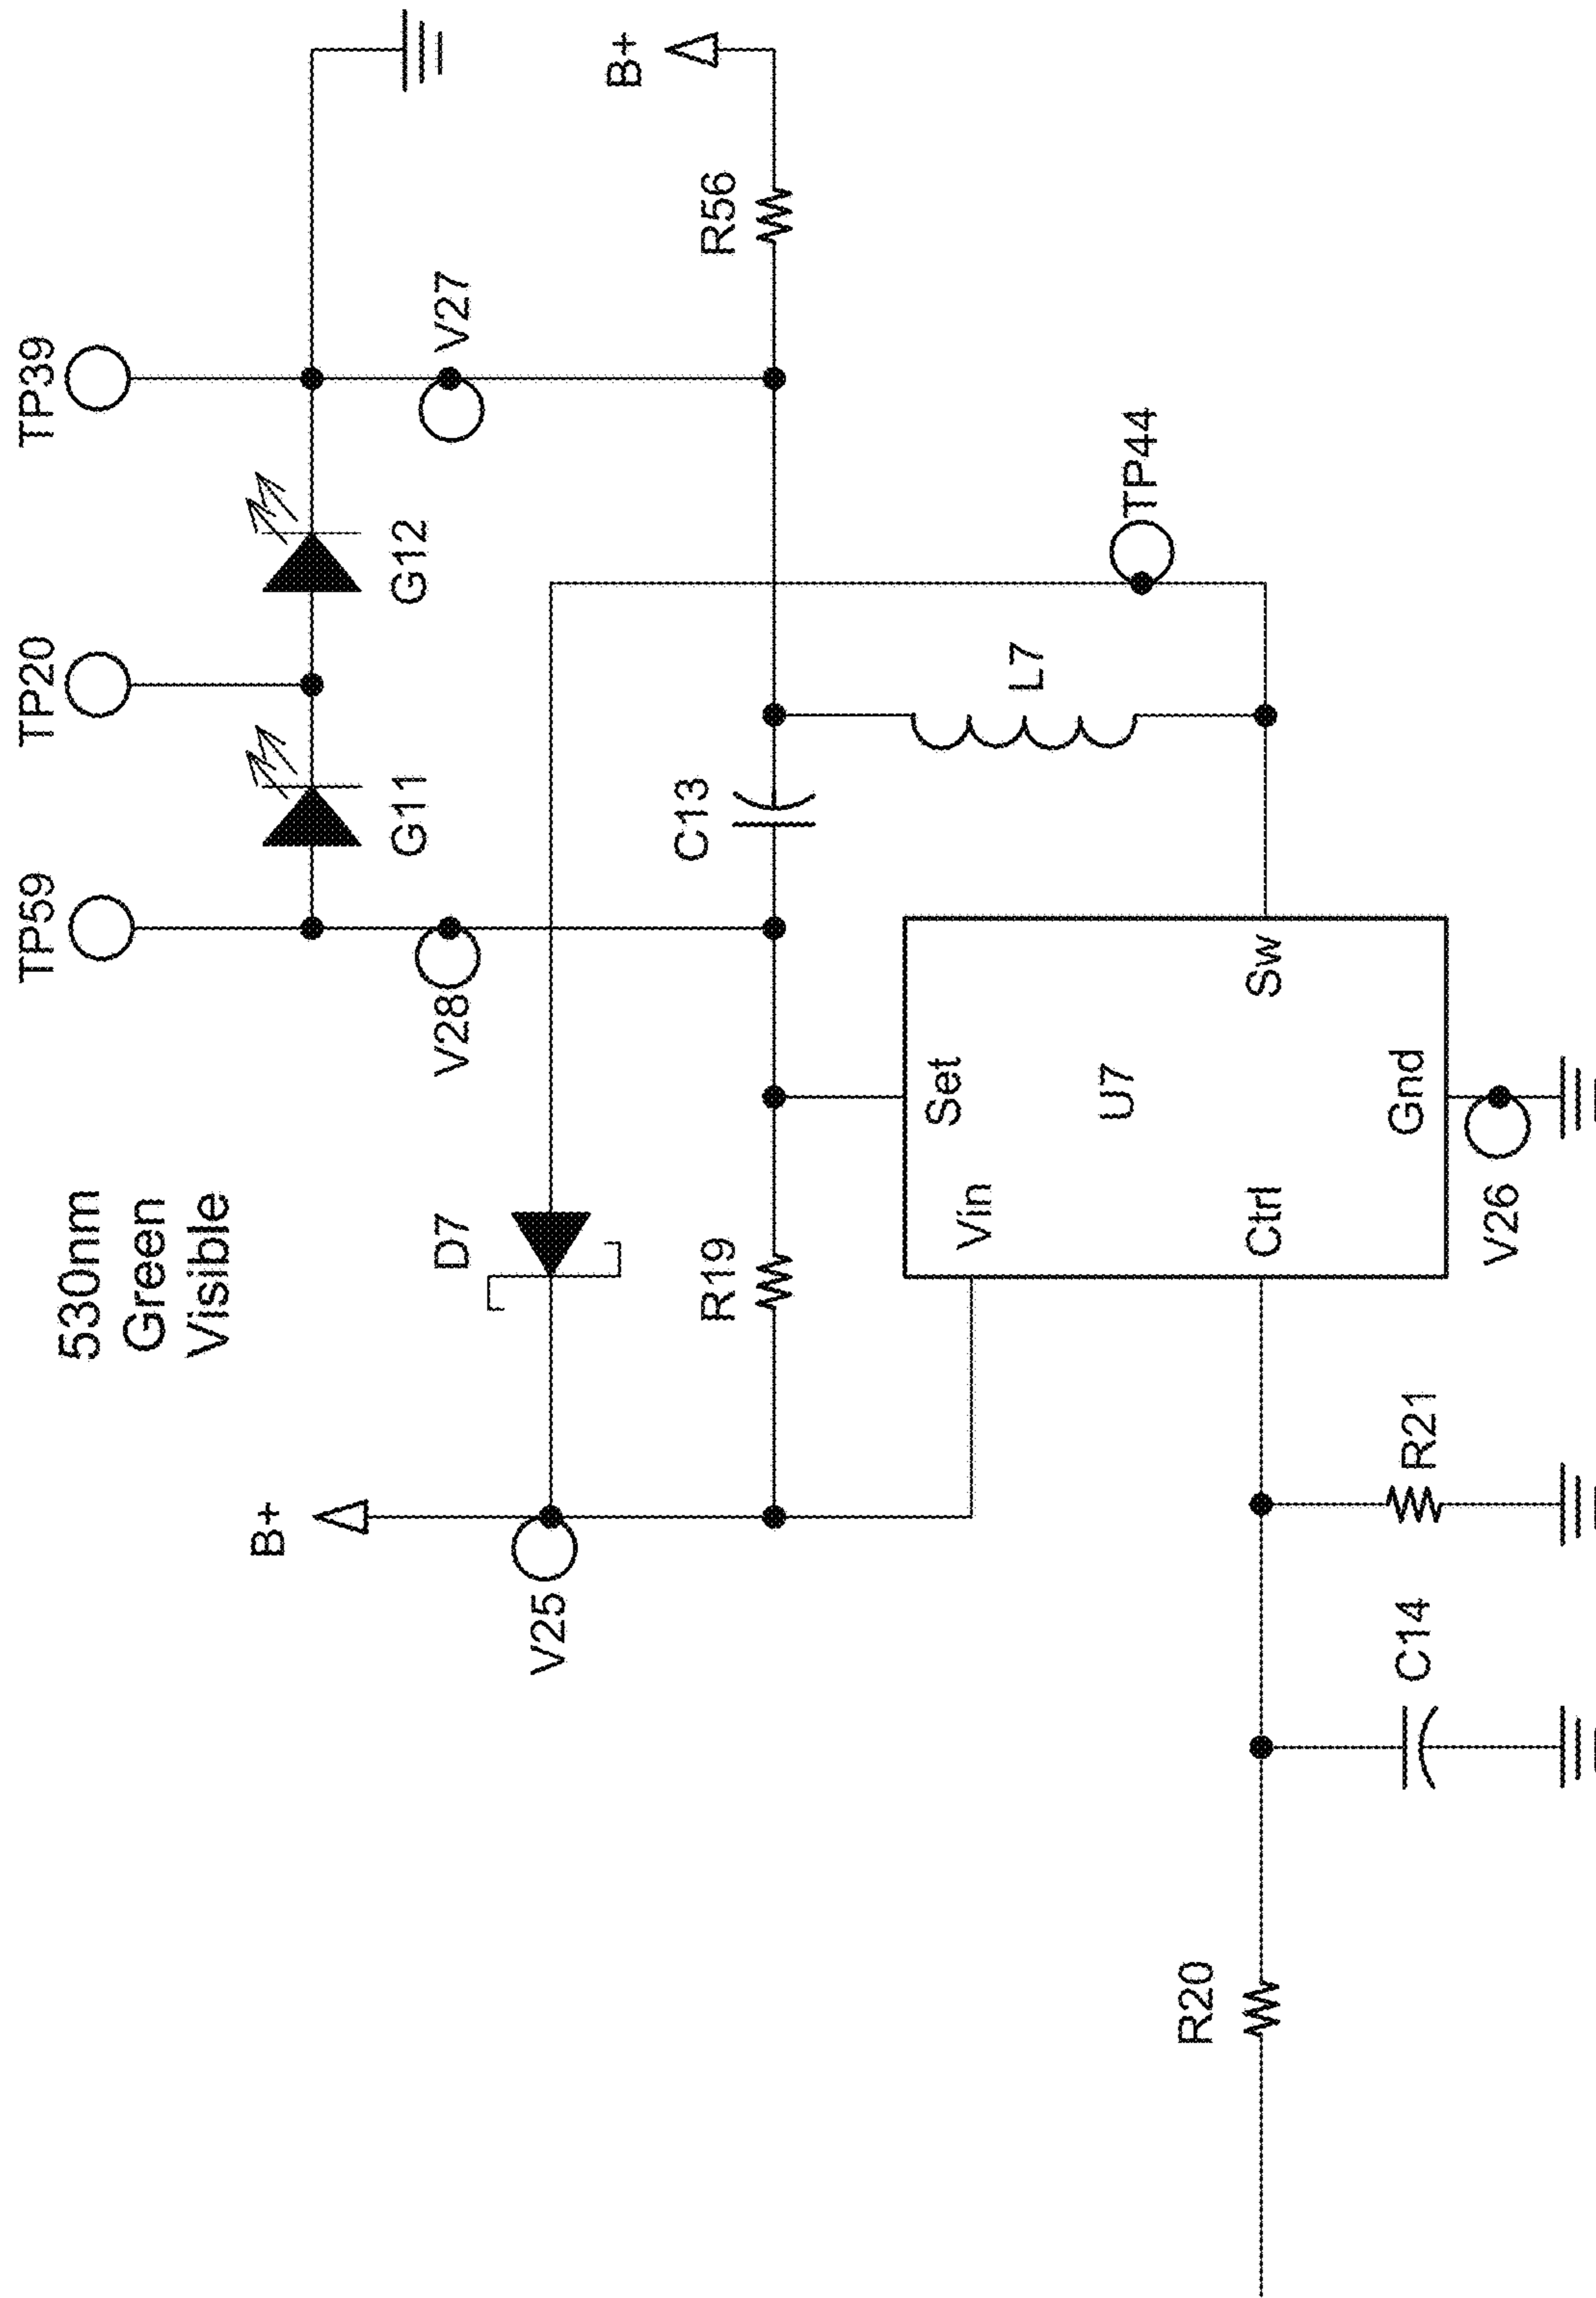 530nm
Green
Visible
TP59
TP20
TP39
G11
G12
B+
V25
D7
V28
V27
B+
R19
C13
R56
L7
TP44
Vin
Set
U7
Ctrl
Gnd
Sw
V26
R20
C14
R21